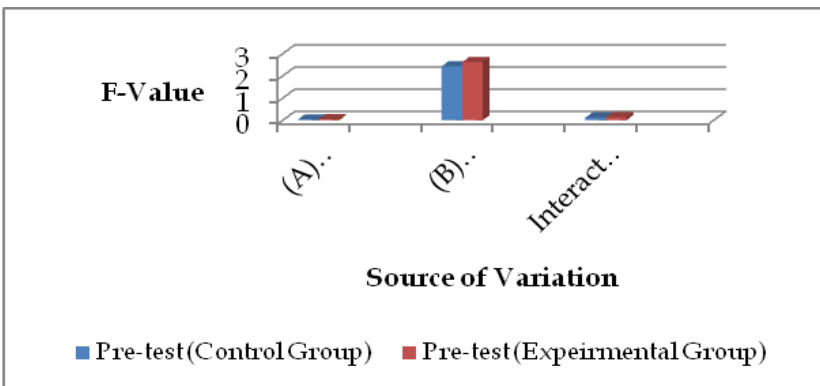 3
2
F-Value
1
0
(A)..
(B)..
Interact..
Source of Variation
Pre-test(Control Group) Pre-test(Expeirmental Group)